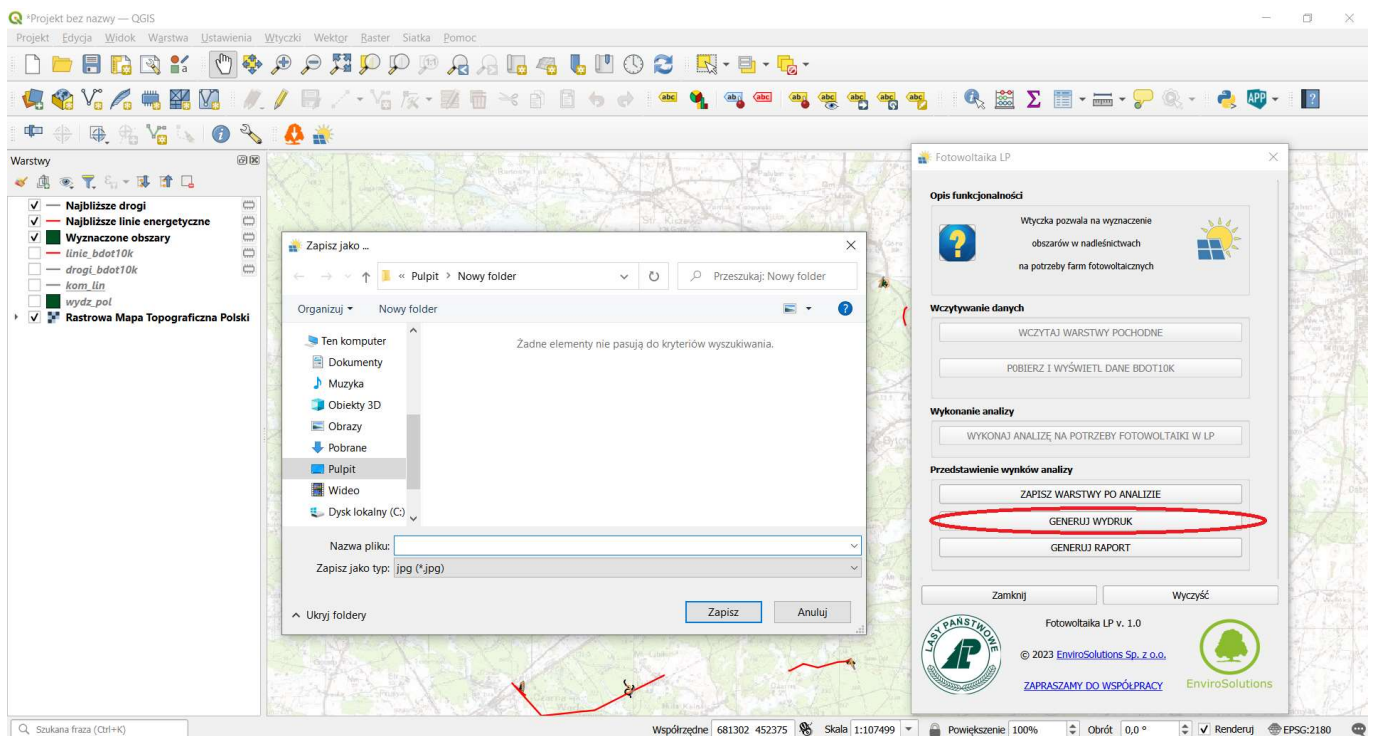 *Projekt bez nazwy — QGIS
Projekt Edycja Widok Warstwa Ustawienia Wtyczki Wektor Raster Siatka Pomoc
Warstwy
Najbliższe drogi
Najbliższe linie energetyczne
Wyznaczone obszary
linie_bdot10k
drogi_bdot10k
kom_lin
wydz_pol
Rastrowa Mapa Topograficzna Polski
Zapisz jako ...
« Pulpit > Nowy folder
Przeszukaj: Nowy folder
Organizuj
Nowy folder
Ten komputer
Dokumenty
Muzyka
Obiekty 3D
Obrazy
Pobrane
Pulpit
Wideo
Dysk lokalny (C:)
Żadne elementy nie pasują do kryteriów wyszukiwania.
Nazwa pliku:
Zapisz jako typ: jpg (*.jpg)
Ukryj foldery
Zapisz
Anuluj
Fotowoltaika LP
Opis funkcjonalności
Wtyczka pozwala na wyznaczenie
obszarów w nadleśnictwach
na potrzeby farm fotowoltaicznych
Wczytywanie danych
WCZYTAJ WARSTWY POCHODNE
POBIERZ I WYŚWIETL DANE BDOT10K
Wykonanie analizy
WYKONAJ ANALIZĘ NA POTRZEBY FOTOWOLTAIKI W LP
Przedstawienie wyników analizy
ZAPISZ WARSTWY PO ANALIZIE
GENERUJ WYDRUK
GENERUJ RAPORT
Zamknij
Wyczyść
LASY PAŃSTWOWE
Fotowoltaika LP v. 1.0
© 2023 EnviroSolutions Sp. z o.o.
ZAPRASZAMY DO WSPÓŁPRACY
EnviroSolutions
Szukana fraza (Ctrl+K)
Współrzędne 681302 452375 Skala 1:107499 Powiększenie 100% Obrót 0,0 ° Renderuj EPSG:2180